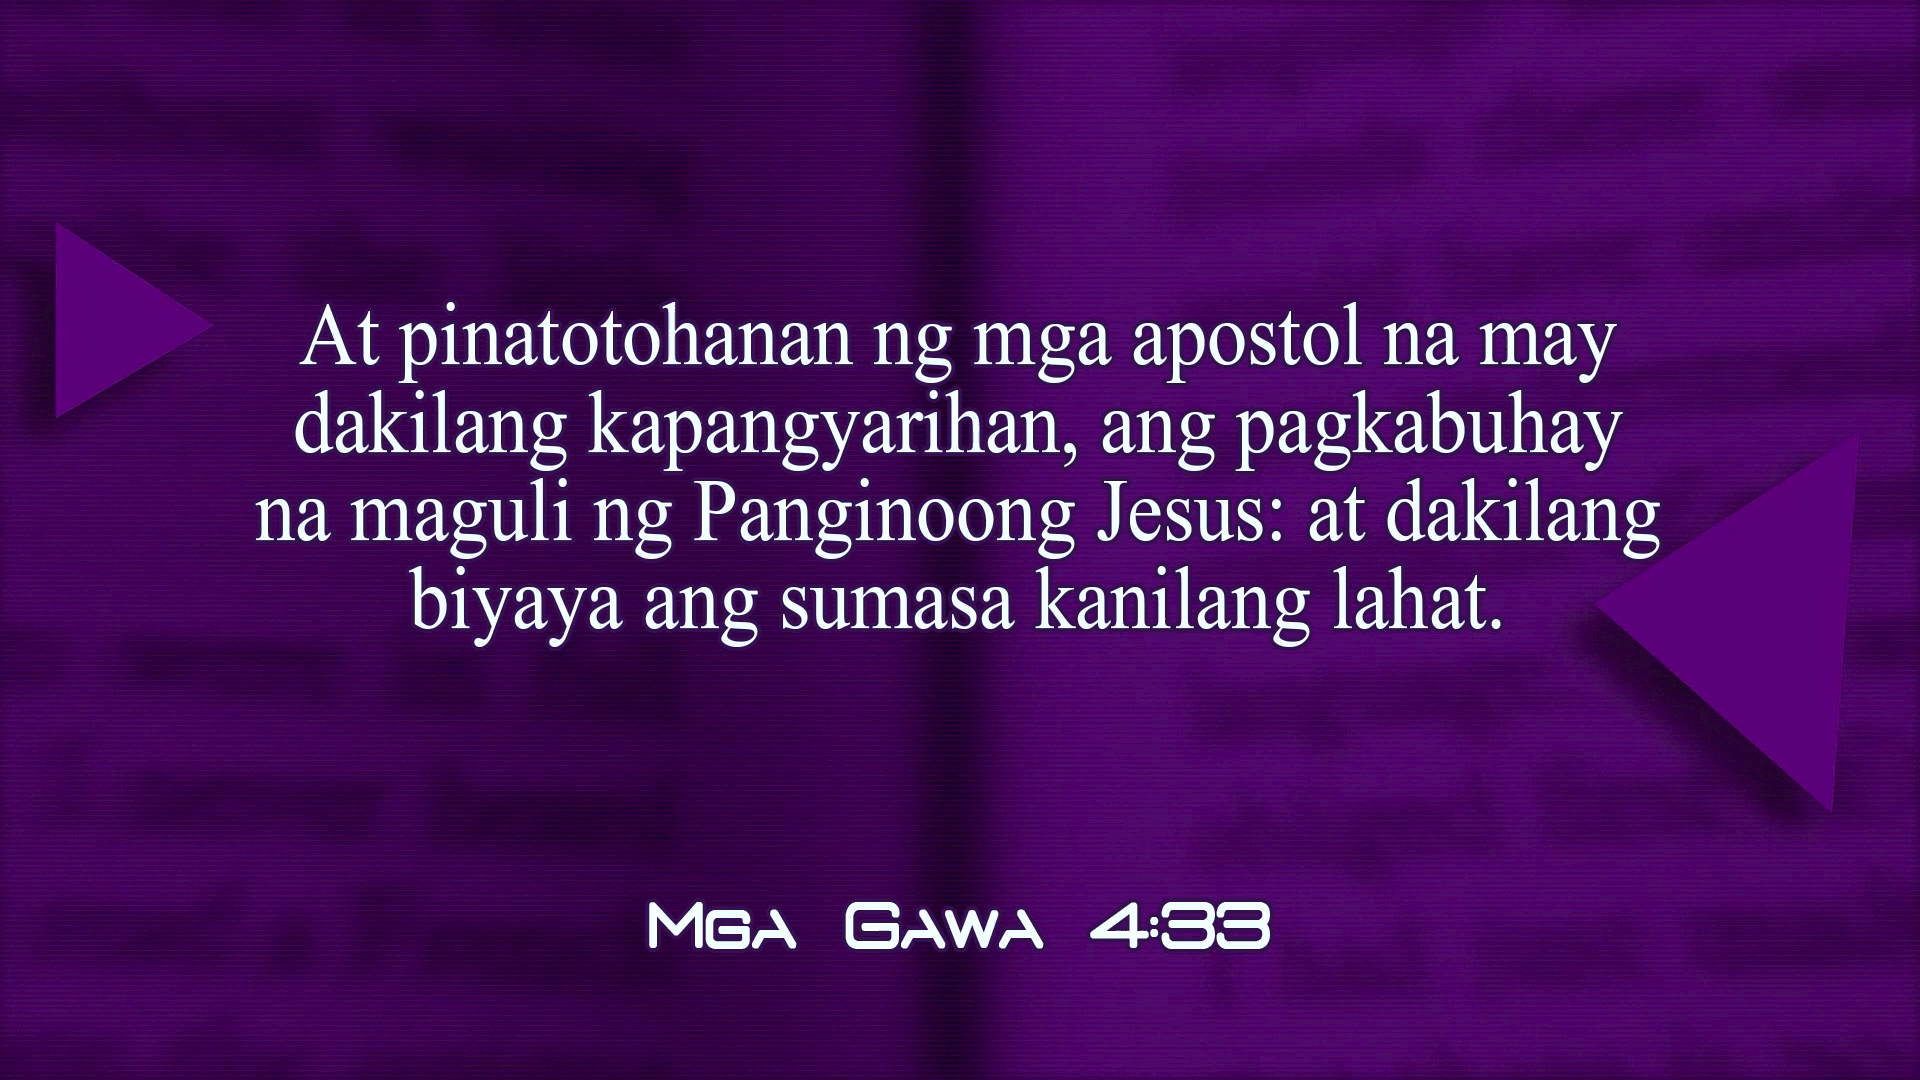 At pinatotohanan ng mga apostol na may
dakilang kapangyarihan, ang pagkabuhay
na maguli ng Panginoong Jesus: at dakilang
biyaya ang sumasa kanilang lahat.
Mga Gawa 4:33